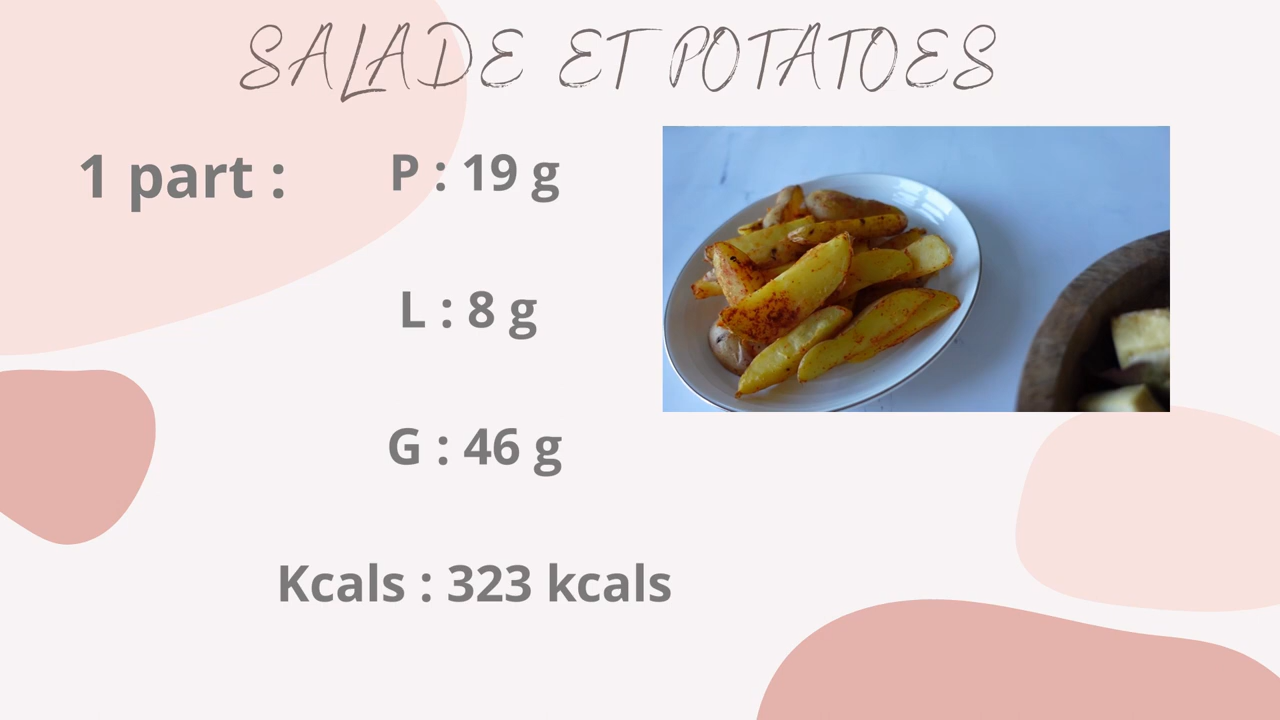 SALADE ET POTATOES
1 part :
P : 19 g
L : 8 g
G : 46 g
Kcals : 323 kcals